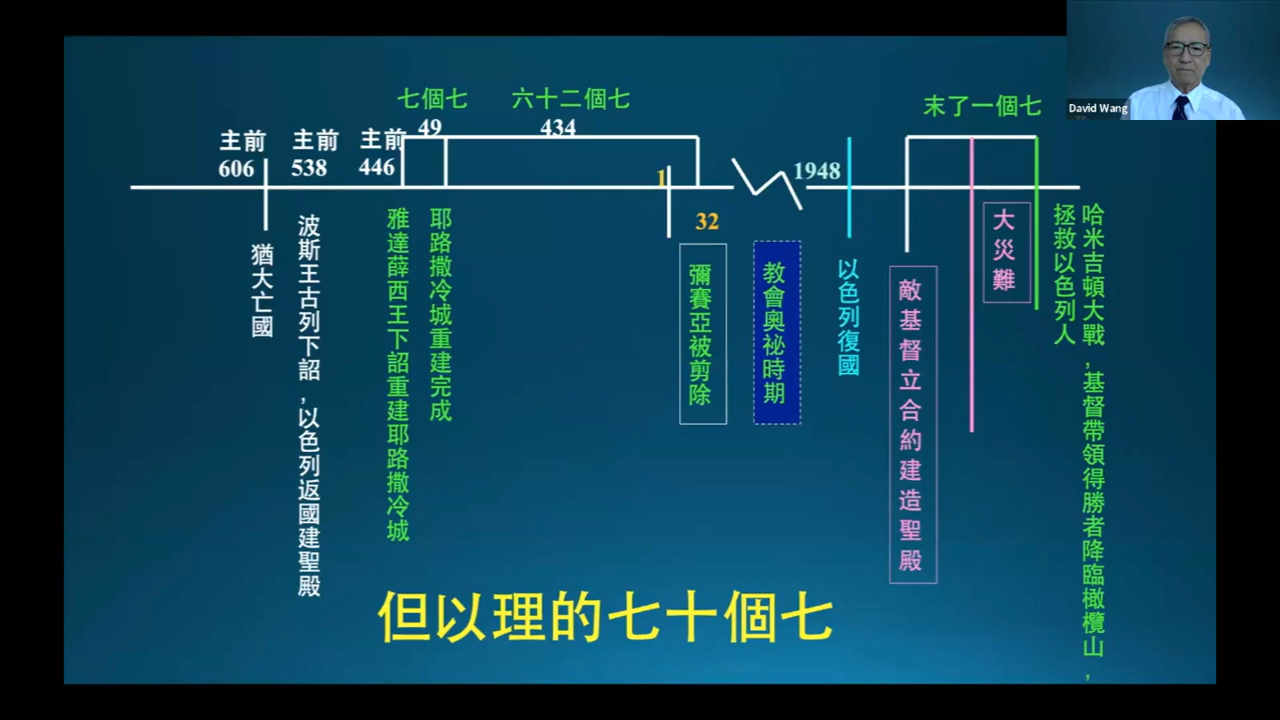 David Wang
七個七
六十二個七
末了一個七
49
434
主前
606
主前
538
主前
446
1
32
1948
猶大亡國
波斯王古列下詔，以色列返國建聖殿
雅達薛西王下詔重建耶路撒冷城
耶路撒冷城重建完成
彌賽亞被剪除
教會奧祕時期
以色列復國
敵基督立合約建造聖殿
大災難
哈米吉頓大戰，基督帶領得勝者降臨橄欖山，
拯救以色列人
但以理的七十個七